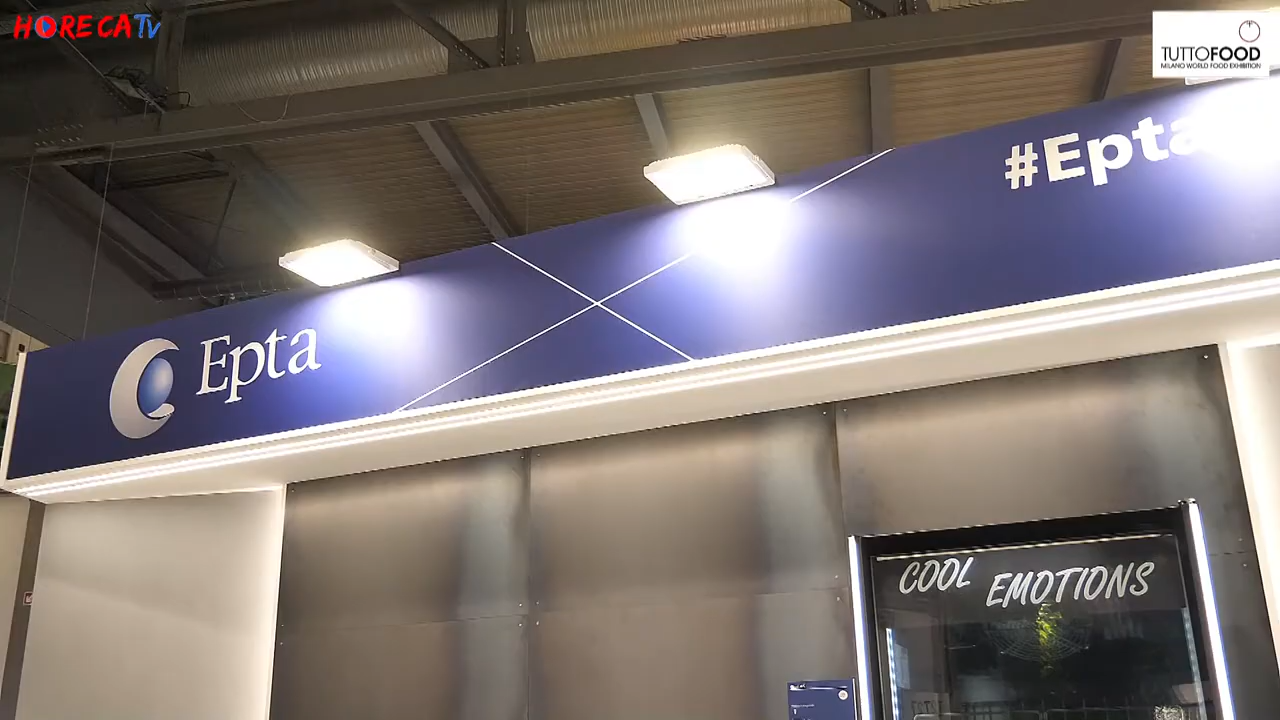 HORECATV
TUTTOFOOD
MILANO WORLD FOOD EXHIBITION
#Epta
Epta
COOL EMOTIONS